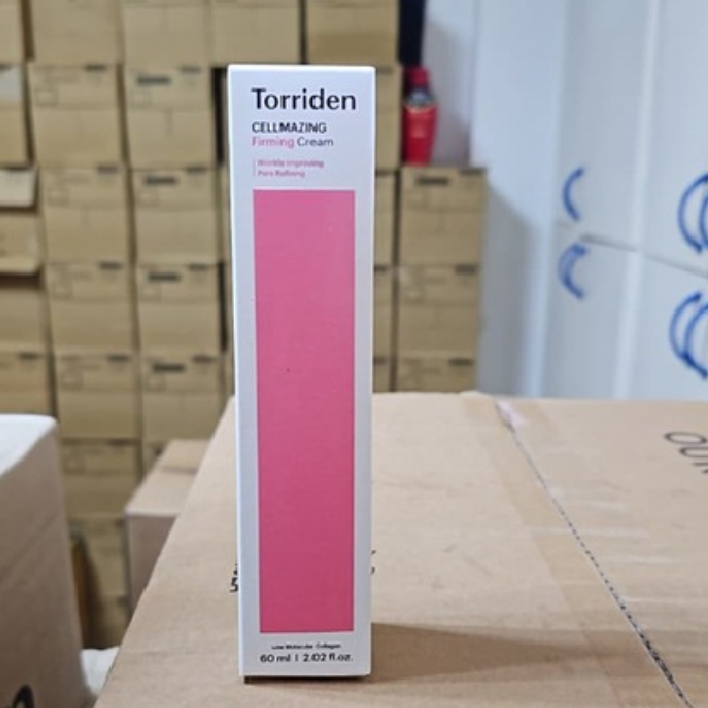 Torriden
CELLMAZING
Firming Cream
Wrinkle Improving
Pore Refining
Low Molecular Collagen
60 ml | 2.02 fl.oz.